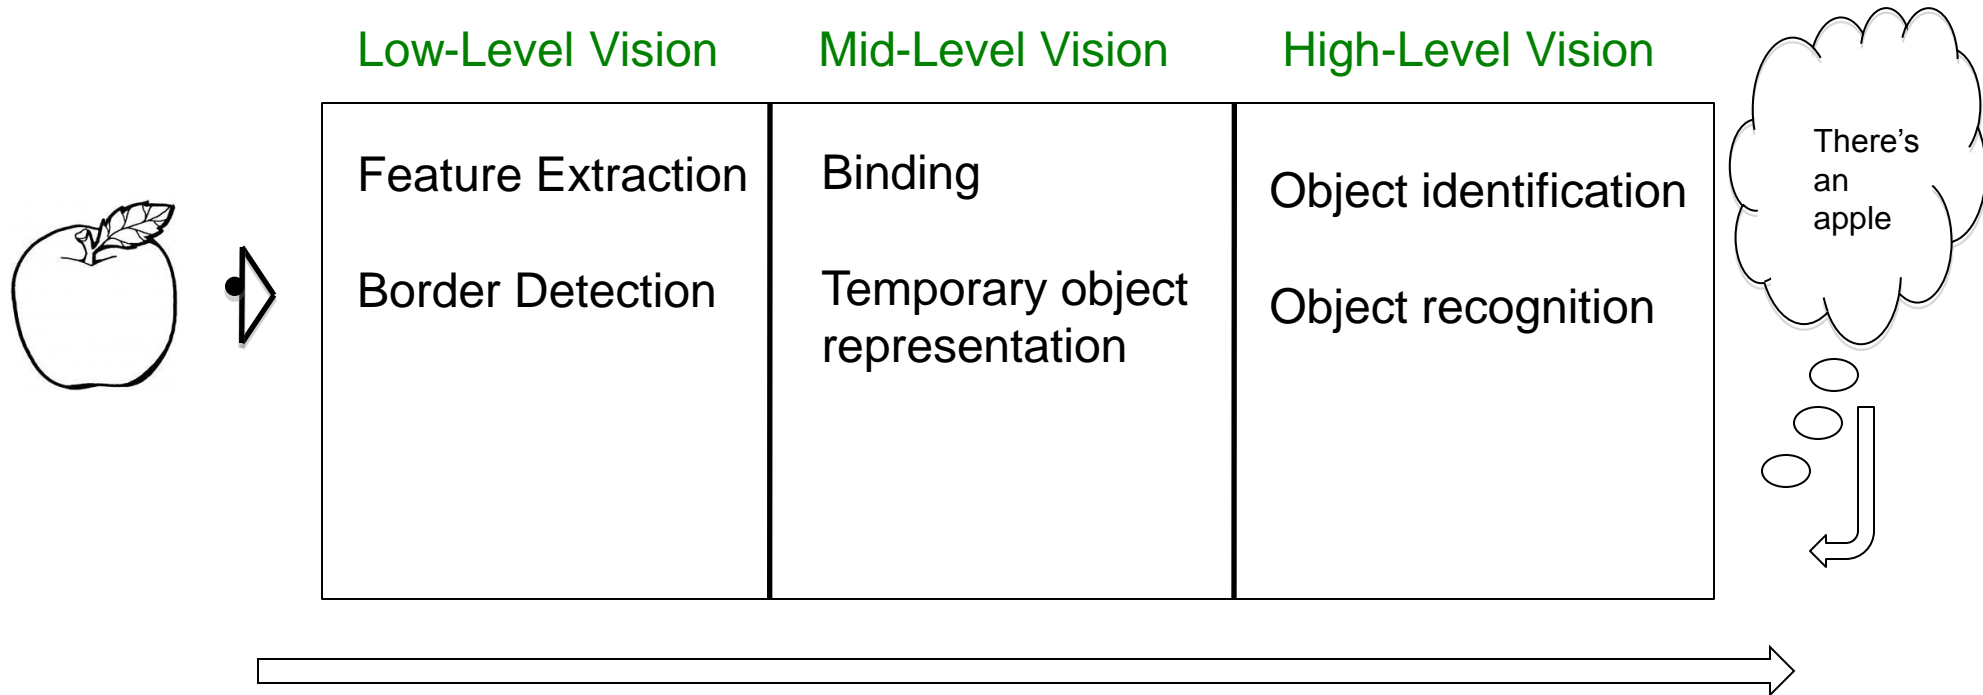 Low-Level Vision
Mid-Level Vision
High-Level Vision
Feature Extraction
Border Detection
Binding
Temporary object
representation
Object identification
Object recognition
There’s
an
apple